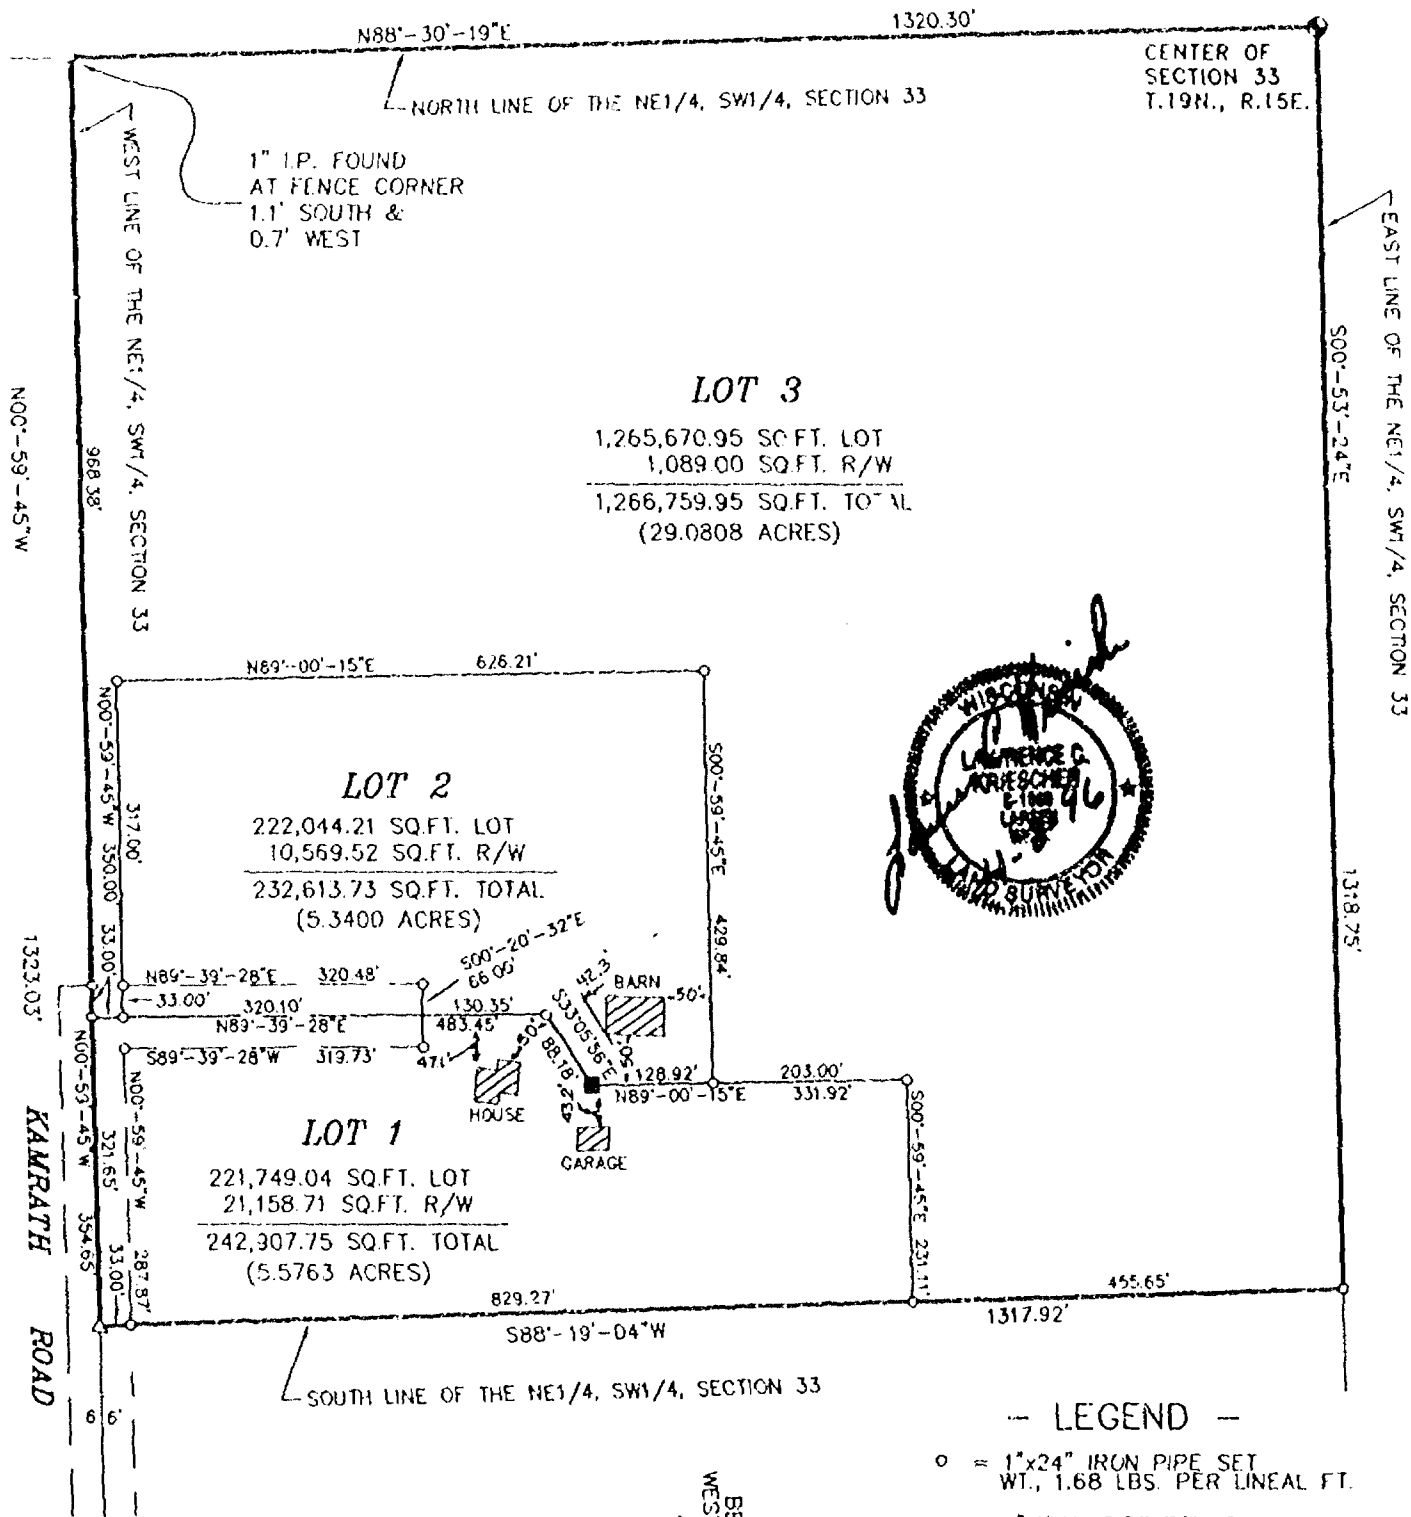 N88°-30'-19"E
1320.30'
CENTER OF
SECTION 33
T.19N., R.15E.
NORTH LINE OF THE NE1/4, SW1/4, SECTION 33
1" I.P. FOUND
AT FENCE CORNER
1.1' SOUTH &
0.7' WEST
WEST LINE OF THE NE1/4, SW1/4, SECTION 33
EAST LINE OF THE NE1/4, SW1/4, SECTION 33
S00°-53'-24"E
1318.75'
N00°-59'-45"W
1323.03'
968.38'
LOT 3
1,265,670.95 SQ.FT. LOT
1,089.00 SQ.FT. R/W
1,266,759.95 SQ.FT. TOTAL
(29.0808 ACRES)
WISCONSIN
LAWRENCE C.
KRIESCHER
LAND SURVEYOR
96
N89°-00'-15"E
626.21'
N00°-59'-45"W 350.00'
317.00'
33.00'
S00°-59'-45"E
429.84'
LOT 2
222,044.21 SQ.FT. LOT
10,569.52 SQ.FT. R/W
232,613.73 SQ.FT. TOTAL
(5.3400 ACRES)
S00°-20'-32"E
66.00'
N89°-39'-28"E 320.48'
33.00'
320.10'
N89°-39'-28"E
130.35'
483.45'
S89°-39'-28"W 319.73'
42.3'
BARN
50'
S33°05'56"E
88.18'
50'
50'
47.1'
HOUSE
43.2'
GARAGE
128.92'
203.00'
N89°-00'-15"E
331.92'
S00°-59'-45"E 231.11'
LOT 1
221,749.04 SQ.FT. LOT
21,158.71 SQ.FT. R/W
242,907.75 SQ.FT. TOTAL
(5.5763 ACRES)
N00°-59'-45"W
354.65'
321.65'
33.00'
N00°-59'-45"W
287.87'
KAMRATH ROAD
829.27'
455.65'
S88°-19'-04"W
1317.92'
SOUTH LINE OF THE NE1/4, SW1/4, SECTION 33
- LEGEND -
o = 1"x24" IRON PIPE SET
WT., 1.68 LBS. PER LINEAL FT.